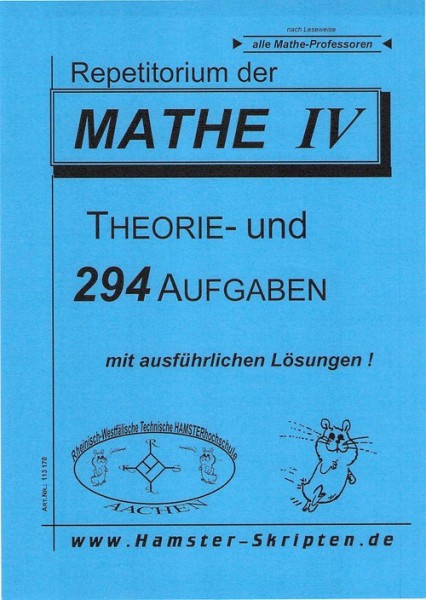 nach Leseweise
alle Mathe-Professoren
Repetitorium der
MATHE IV
THEORIE- und
294 AUFGABEN
mit ausführlichen Lösungen !
Rheinisch-Westfälische Technische HAMSTERhochschule
R
K S
L
AACHEN
ART.NR.: 113 170
www.Hamster-Skripten.de